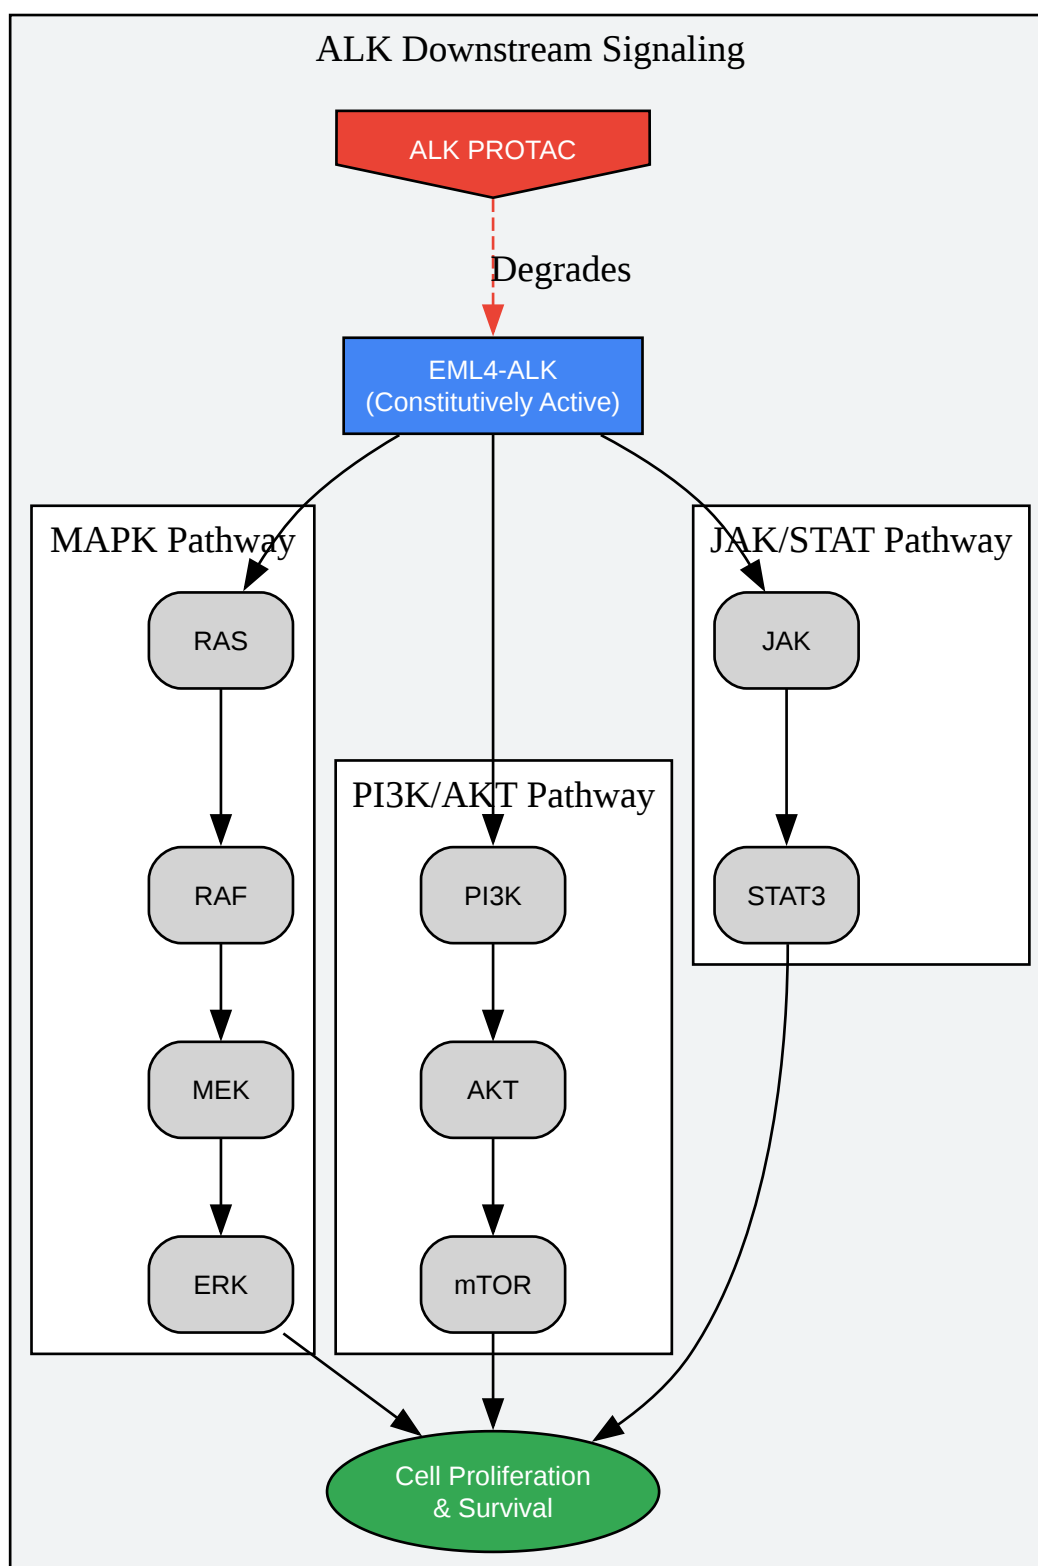 ALK Downstream Signaling
ALK PROTAC
Degrades
EML4-ALK
(Constitutively Active)
MAPK Pathway
RAS
RAF
MEK
ERK
PI3K/AKT Pathway
PI3K
AKT
mTOR
JAK/STAT Pathway
JAK
STAT3
Cell Proliferation
& Survival